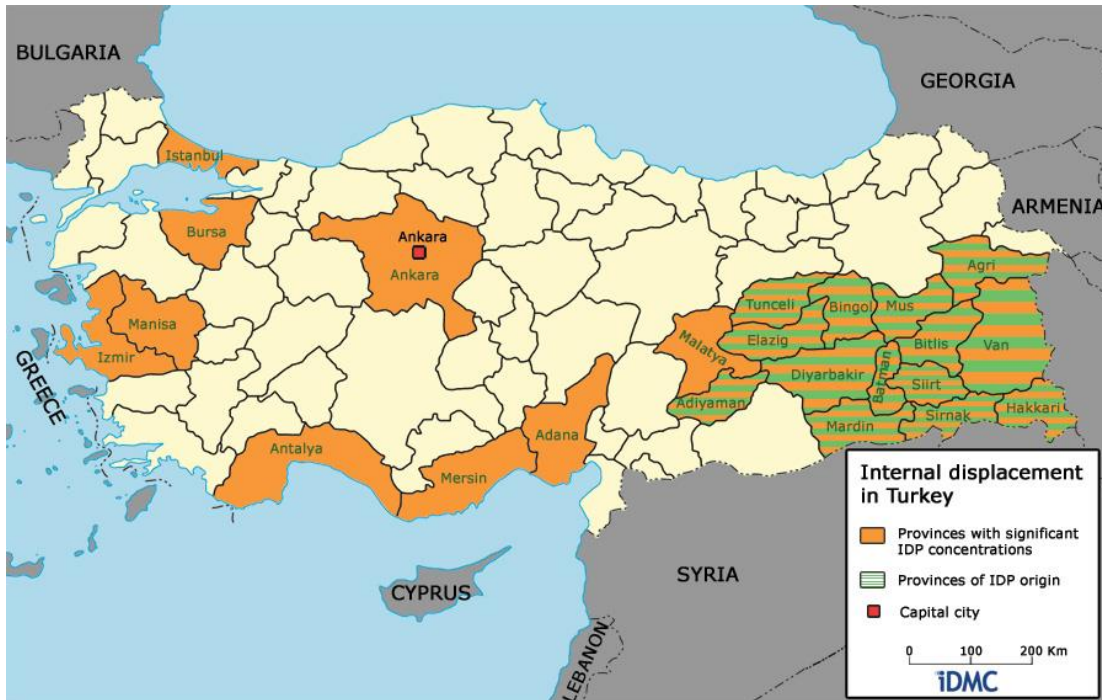 BULGARIA
GEORGIA
ARMENIA
Istanbul
Bursa
Ankara
Ankara
Agri
Tunceli
Bingol
Mus
Manisa
Elazig
Malatya
Bitlis
Van
Izmir
Diyarbakir
Batman
Siirt
GREECE
Adiyaman
Sirnak
Hakkari
Mardin
Antalya
Adana
Mersin
CYPRUS
SYRIA
LEBANON
Internal displacement
in Turkey
Provinces with significant
IDP concentrations
Provinces of IDP origin
Capital city
0 100 200 Km
iDMC